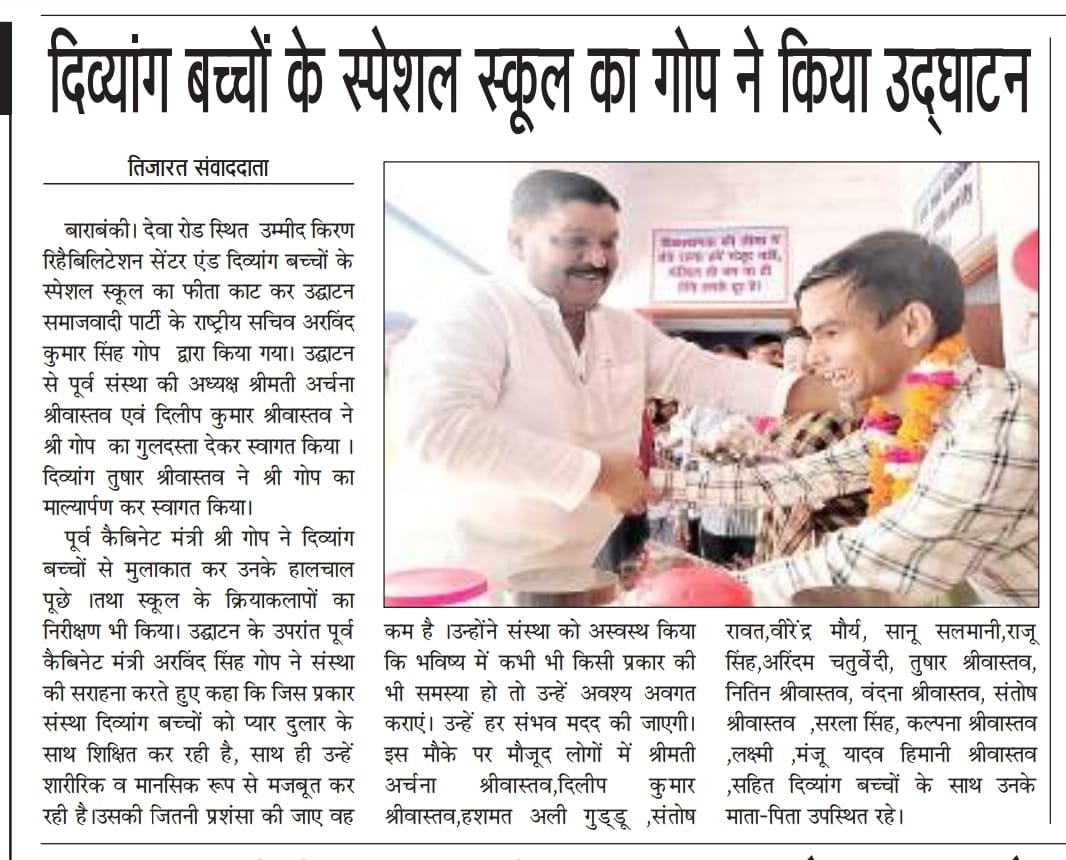 दिव्यांग बच्चों के स्पेशल स्कूल का गोप ने किया उद्घाटन
तिजारत संवाददाता
बाराबंकी। देवा रोड स्थित उम्मीद किरण
रिहैबिलिटेशन सेंटर एंड दिव्यांग बच्चों के
स्पेशल स्कूल का फीता काट कर उद्घाटन
समाजवादी पार्टी के राष्ट्रीय सचिव अरविंद
कुमार सिंह गोप द्वारा किया गया। उद्घाटन
से पूर्व संस्था की अध्यक्ष श्रीमती अर्चना
श्रीवास्तव एवं दिलीप कुमार श्रीवास्तव ने
श्री गोप का गुलदस्ता देकर स्वागत किया ।
दिव्यांग तुषार श्रीवास्तव ने श्री गोप का
माल्यार्पण कर स्वागत किया।
पूर्व कैबिनेट मंत्री श्री गोप ने दिव्यांग
बच्चों से मुलाकात कर उनके हालचाल
पूछे ।तथा स्कूल के क्रियाकलापों का
निरीक्षण भी किया। उद्घाटन के उपरांत पूर्व
कैबिनेट मंत्री अरविंद सिंह गोप ने संस्था
की सराहना करते हुए कहा कि जिस प्रकार
संस्था दिव्यांग बच्चों को प्यार दुलार के
साथ शिक्षित कर रही है, साथ ही उन्हें
शारीरिक व मानसिक रूप से मजबूत कर
रही है।उसकी जितनी प्रशंसा की जाए वह
कम है ।उन्होंने संस्था को अस्वस्थ किया
कि भविष्य में कभी भी किसी प्रकार की
भी समस्या हो तो उन्हें अवश्य अवगत
कराएं। उन्हें हर संभव मदद की जाएगी।
इस मौके पर मौजूद लोगों में श्रीमती
अर्चना श्रीवास्तव,दिलीप कुमार
श्रीवास्तव,हशमत अली गुड्डू ,संतोष
रावत,वीरेंद्र मौर्य, सानू सलमानी,राजू
सिंह,अरिंदम चतुर्वेदी, तुषार श्रीवास्तव,
नितिन श्रीवास्तव, वंदना श्रीवास्तव, संतोष
श्रीवास्तव ,सरला सिंह, कल्पना श्रीवास्तव
,लक्ष्मी ,मंजू यादव हिमानी श्रीवास्तव
,सहित दिव्यांग बच्चों के साथ उनके
माता-पिता उपस्थित रहे।